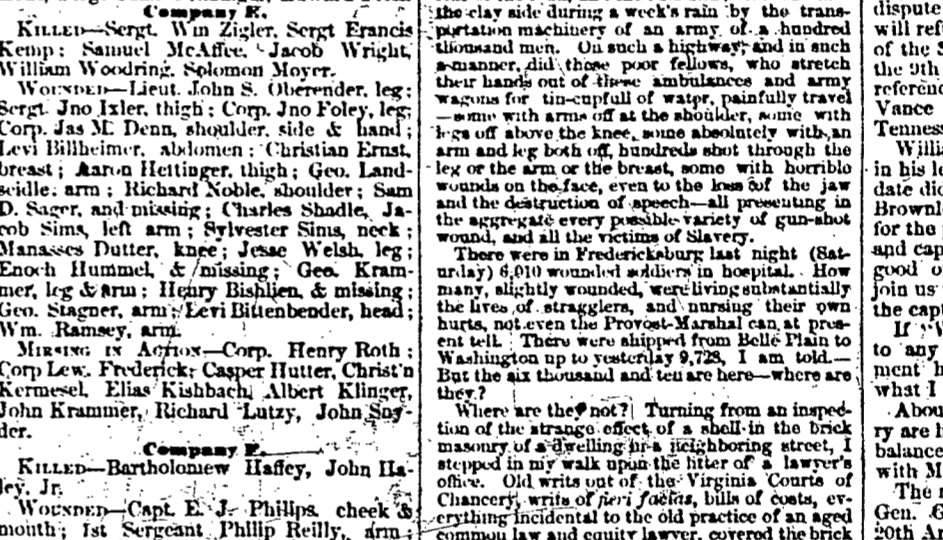 Company E.
KILLED—Sergt. Wm Zigler, Sergt Francis
Kemp; Samuel McAffee, Jacob Wright,
William Woodring, Solomon Moyer.
WOUNDED—Lieut. John S. Oberender, leg;
Sergt. Jno Ixler, thigh; Corp. Jno Foley, leg;
Corp. Jas M. Denn, shoulder, side & hand;
Levi Billheimer, abdomen; Christian Ernst,
breast; Aaron Hettinger, thigh; Geo. Land-
seidle, arm; Richard Noble, shoulder; Sam
D. Sager, and missing; Charles Shadle, Ja-
cob Sims, left arm; Sylvester Sims, neck;
Manasses Dutter, knee; Jesse Welsh, leg;
Enoch Hummel, & missing; Geo. Kram-
mer, leg & arm; Henry Bishlien, & missing;
Geo. Stagner, arm; Levi Bittenbender, head;
Wm. Ramsey, arm.
MISSING IN ACTION—Corp. Henry Roth;
Corp Lew. Frederick; Casper Hutter, Christ'n
Kermesel, Elias Kishbach, Albert Klinger,
John Krammer, Richard Lutzy, John Sny-
der.
Company F.
KILLED—Bartholomew Haffey, John Ha-
ley, Jr.
WOUNDED—Capt. E. J. Phillips, cheek &
mouth; 1st Sergeant Philip Reilly, arm;
the clay side during a week's rain by the trans-
portation machinery of an army of a hundred
thousand men. On such a highway, and in such
a manner, did those poor fellows, who stretch
their hands out of these ambulances and army
wagons for tin-cupfull of water, painfully travel
—some with arms off at the shoulder, some with
legs off above the knee, some absolutely with an
arm and leg both off, hundreds shot through the
leg or the arm or the breast, some with horrible
wounds on the face, even to the loss of the jaw
and the destruction of speech—all presenting in
the aggregate every possible variety of gun-shot
wound, and all the victims of Slavery.
There were in Fredericksburg last night (Sat-
urday) 6,010 wounded soldiers in hospital. How
many, slightly wounded, were living substantially
the lives of stragglers, and nursing their own
hurts, not even the Provost-Marshal can at pres-
ent tell. There were shipped from Belle Plain to
Washington up to yesterday 9,728, I am told.—
But the six thousand and ten are here—where are
they?
Where are they not? Turning from an inspec-
tion of the strange effect of a shell in the brick
masonry of a dwelling in a neighboring street, I
stepped in my walk upon the litter of a lawyer's
office. Old writs out of the Virginia Courts of
Chancery, writs of fieri facias, bills of costs, ev-
erything incidental to the old practice of an aged
common law and equity lawyer, covered the brick
dispute
will ref
of the S
the 9th
referenc
Vance
Tenness
Willi
in his le
date dic
Brownl
for the
and cap
good o
join us
the cap
If "W
to any
ment h
what I
Abou
ry are h
balance
with M
The r
Gen. G
20th A